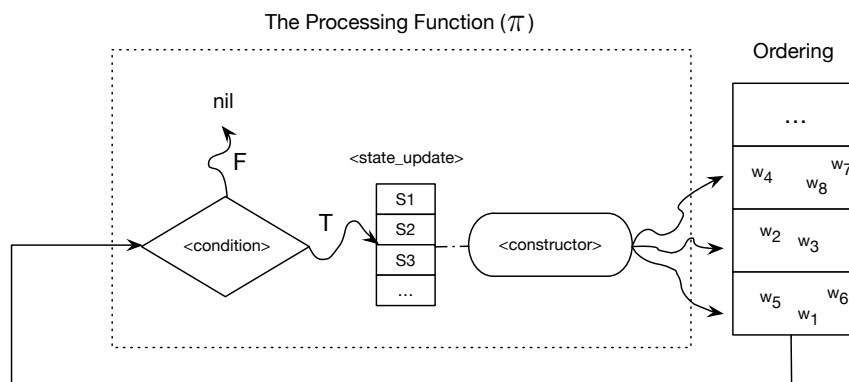 The Processing Function (π)
Ordering
nil
F
<state_update>
T
<condition>
S1
S2
S3
...
<constructor>
...
w4 w8 w7
w2 w3
w5 w1 w6